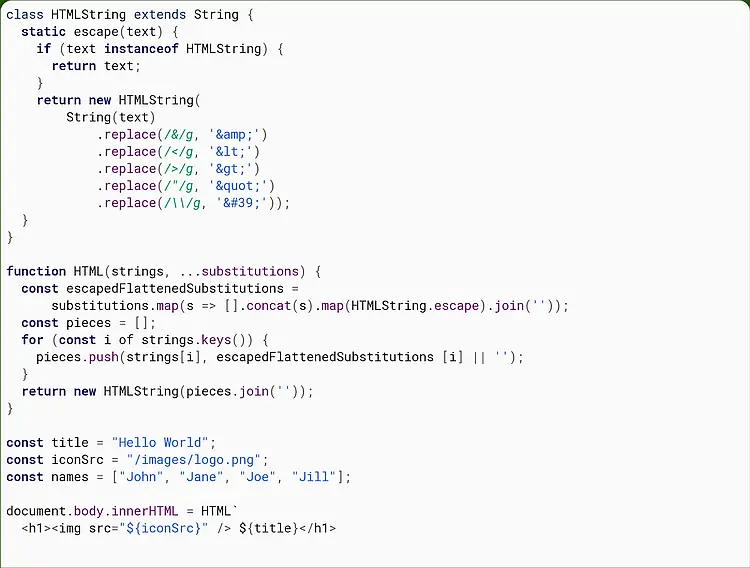 class HTMLString extends String {
  static escape(text) {
    if (text instanceof HTMLString) {
      return text;
    }
    return new HTMLString(
        String(text)
            .replace(/&/g, '&amp;')
            .replace(/</g, '&lt;')
            .replace(/>/g, '&gt;')
            .replace(/"/g, '&quot;')
            .replace(/\\/g, '&#39;'));
  }
}

function HTML(strings, ...substitutions) {
  const escapedFlattenedSubstitutions =
      substitutions.map(s => [].concat(s).map(HTMLString.escape).join(''));
  const pieces = [];
  for (const i of strings.keys()) {
    pieces.push(strings[i], escapedFlattenedSubstitutions [i] || '');
  }
  return new HTMLString(pieces.join(''));
}

const title = "Hello World";
const iconSrc = "/images/logo.png";
const names = ["John", "Jane", "Joe", "Jill"];

document.body.innerHTML = HTML`
  <h1><img src="${iconSrc}" /> ${title}</h1>